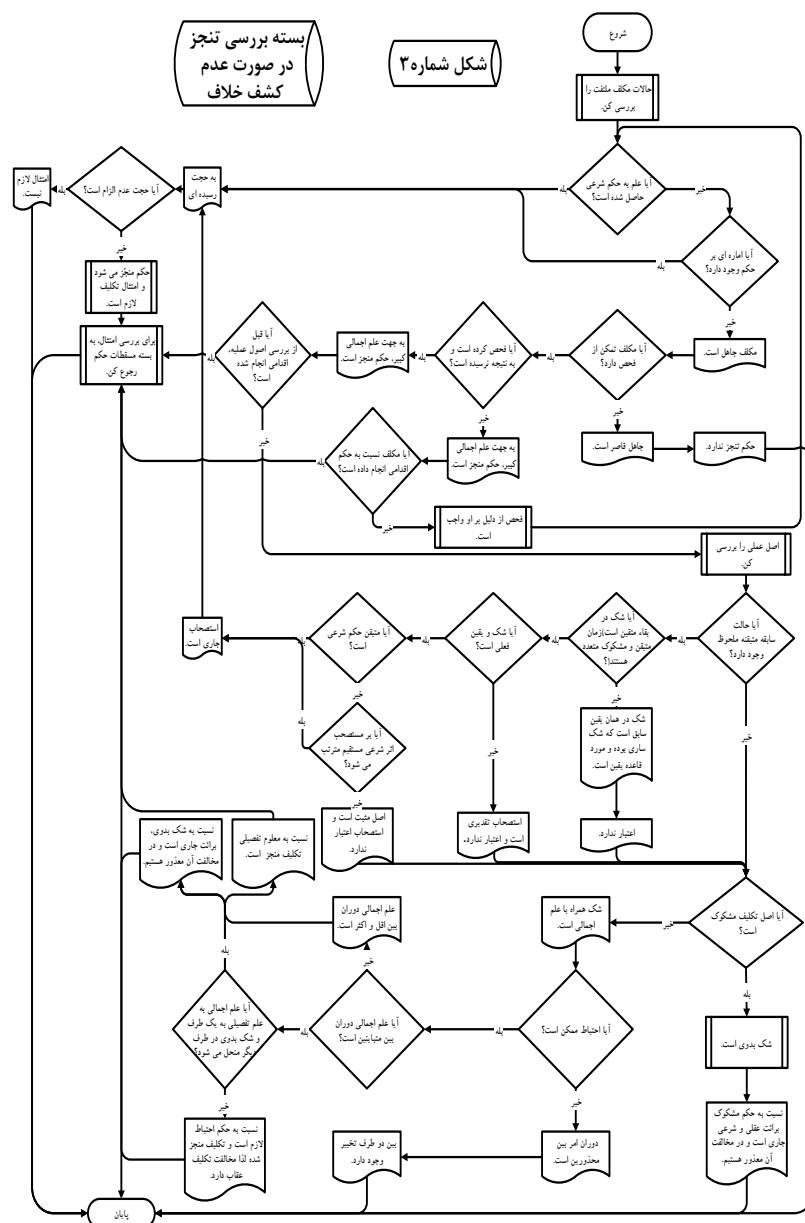 بسته بررسی تنجز
در صورت عدم
کشف خلاف
شکل شماره۳
شروع
حالات مکلف ملتفت را
بررسی کن.
آیا علم به حکم شرعی
حاصل شده است؟
بله
خیر
آیا اماره ای بر
حکم وجود دارد؟
بله
خیر
به حجت
رسیده ای
آیا حجت عدم الزام است؟
بله
امتثال لازم
نیست.
خیر
حکم منجّز می شود
و امتثال تکلیف
لازم است.
برای بررسی امتثال، به
بسته مسقطات حکم
رجوع کن.
مکلف جاهل است.
آیا مکلف تمکن از
فحص دارد؟
بله
خیر
جاهل قاصر است.
حکم تنجز ندارد.
آیا فحص کرده است و
به نتیجه نرسیده است؟
بله
خیر
به جهت علم اجمالی
کبیر، حکم منجز است.
آیا قبل
از بررسی اصول عملیه،
اقدامی انجام شده
است؟
بله
خیر
به جهت علم اجمالی
کبیر، حکم منجز است.
آیا مکلف نسبت به حکم
اقدامی انجام داده است؟
بله
خیر
فحص از دلیل بر او واجب
است.
اصل عملی را بررسی
کن.
آیا حالت
سابقه متیقنه ملحوظ
وجود دارد؟
بله
خیر
آیا شک در
بقاء متیقن است)زمان
متیقن و مشکوک متعدد
هستند(؟
بله
خیر
شک در همان یقین
سابق است که شک
ساری بوده و مورد
قاعده یقین است.
اعتبار ندارد.
آیا شک و یقین
فعلی است؟
بله
خیر
استصحاب تقدیری
است و اعتبار ندارد.
آیا متیقن حکم شرعی
است؟
بله
خیر
استصحاب
جاری است.
آیا بر مستصحب
اثر شرعی مستقیم مترتب
می شود؟
بله
خیر
اصل مثبت است و
استصحاب اعتبار
ندارد.
آیا اصل تکلیف مشکوک
است؟
خیر
بله
شک بدوی است.
نسبت به حکم مشکوک
برائت عقلی و شرعی
جاری است و در مخالفت
آن معذور هستیم.
شک همراه با علم
اجمالی است.
آیا احتیاط ممکن است؟
بله
خیر
دوران امر بین
محذورین است.
بین دو طرف تخییر
وجود دارد.
آیا علم اجمالی دوران
بین متباینین است؟
بله
خیر
علم اجمالی دوران
بین اقل و اکثر است.
آیا علم اجمالی به
علم تفصیلی به یک طرف
و شک بدوی در طرف
دیگر منحل می شود؟
بله
خیر
نسبت به معلوم تفصیلی
تکلیف منجز است.
نسبت به شک بدوی،
برائت جاری است و در
مخالفت آن معذور هستیم.
نسبت به حکم احتیاط
لازم است و تکلیف منجز
شده لذا مخالفت تکلیف
عقاب دارد.
پایان